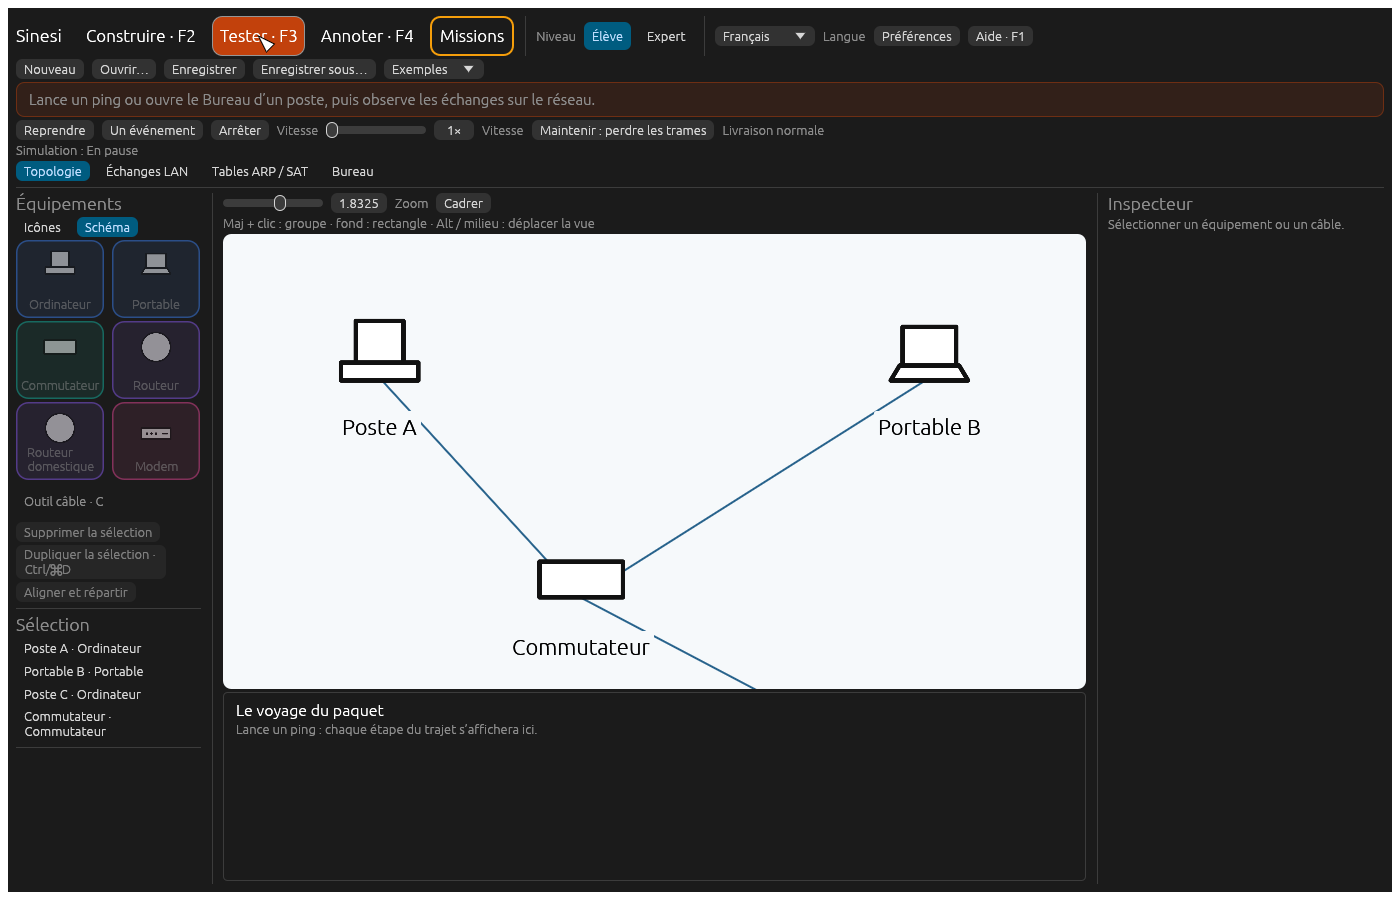 Sinesi Construire · F2 Tester · F3 Annoter · F4 Missions Niveau Élève Expert Français Langue Préférences Aide · F1
Nouveau Ouvrir... Enregistrer Enregistrer sous... Exemples
Lance un ping ou ouvre le Bureau d’un poste, puis observe les échanges sur le réseau.
Reprendre Un événement Arrêter Vitesse 1× Vitesse Maintenir : perdre les trames Livraison normale
Simulation : En pause
Topologie Échanges LAN Tables ARP / SAT Bureau
Équipements
Icônes Schéma
Ordinateur Portable
Commutateur Routeur
Routeur
domestique Modem
Outil câble · C
Supprimer la sélection
Dupliquer la sélection ·
Ctrl/⌘D
Aligner et répartir
Sélection
Poste A · Ordinateur
Portable B · Portable
Poste C · Ordinateur
Commutateur ·
Commutateur
1.8325 Zoom Cadrer
Maj + clic : groupe · fond : rectangle · Alt / milieu : déplacer la vue
Poste A Portable B
Commutateur
Le voyage du paquet
Lance un ping : chaque étape du trajet s’affichera ici.
Inspecteur
Sélectionner un équipement ou un câble.